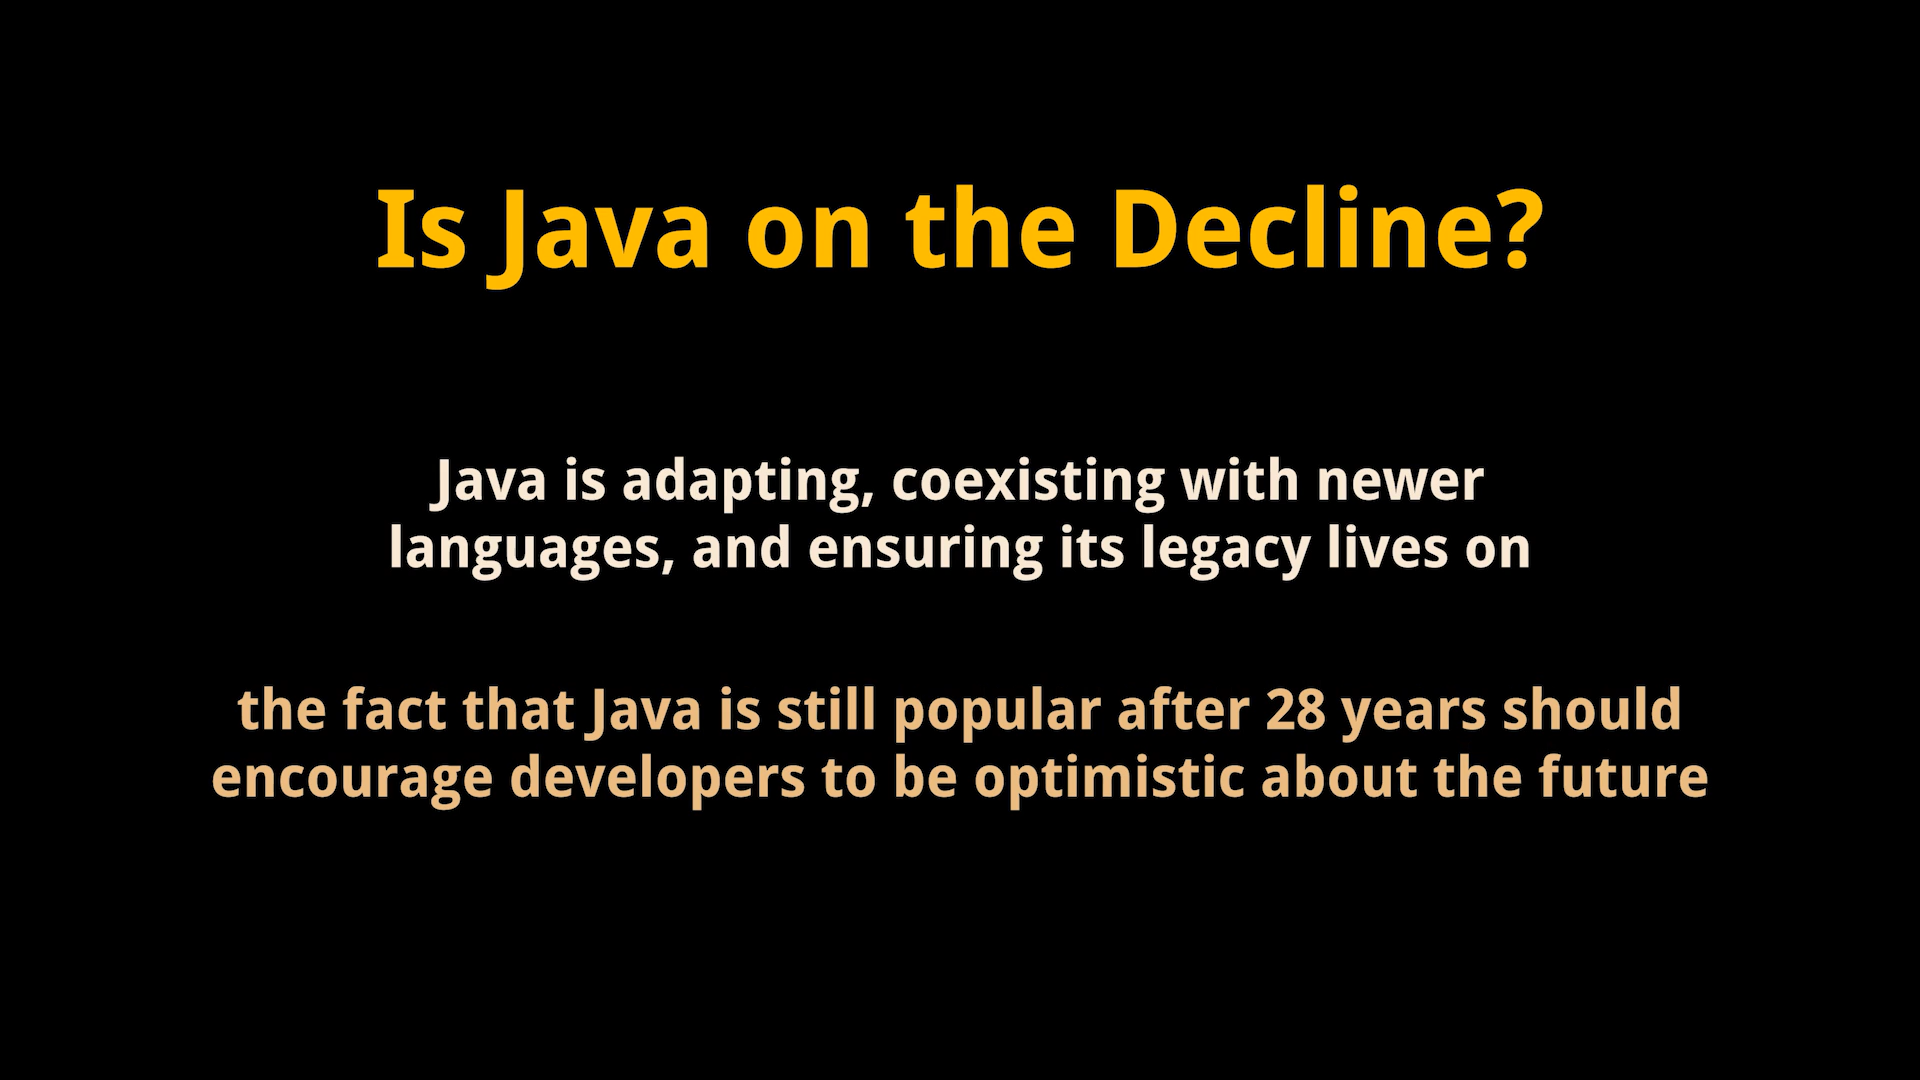 Is Java on the Decline?
Java is adapting, coexisting with newer
languages, and ensuring its legacy lives on
the fact that Java is still popular after 28 years should
encourage developers to be optimistic about the future